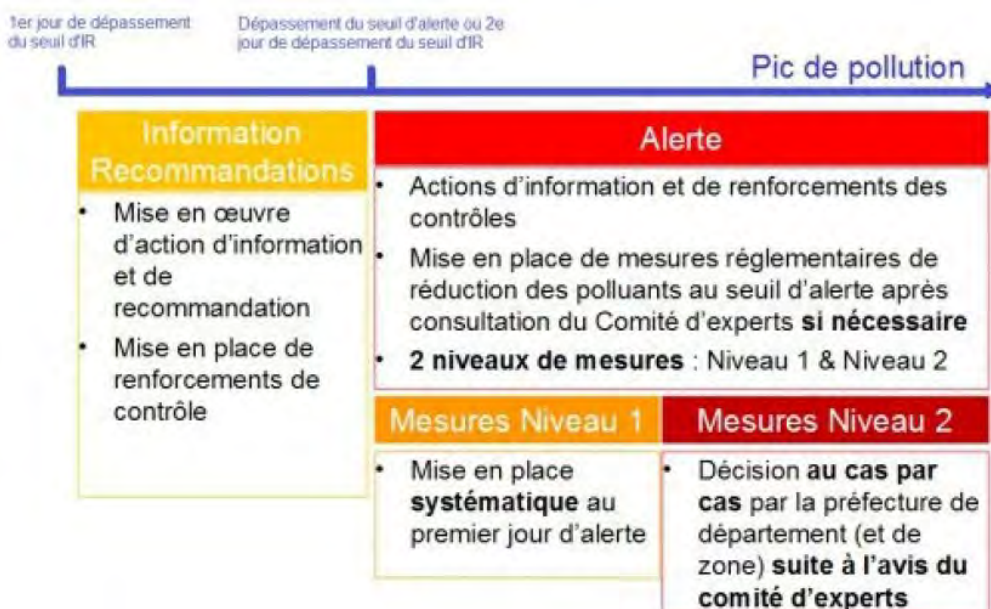 1er jour de dépassement
du seuil d'IR
Dépassement du seuil d'alerte ou 2e
jour de dépassement du seuil d'IR
Pic de pollution
Information
Recommandations
• Mise en œuvre
d'action d'information
et de
recommandation
• Mise en place de
renforcements de
contrôle
Alerte
• Actions d'information et de renforcements des
contrôles
• Mise en place de mesures réglementaires de
réduction des polluants au seuil d'alerte après
consultation du Comité d'experts si nécessaire
• 2 niveaux de mesures : Niveau 1 & Niveau 2
Mesures Niveau 1
• Mise en place
systématique au
premier jour d'alerte
Mesures Niveau 2
• Décision au cas par
cas par la préfecture de
département (et de
zone) suite à l'avis du
comité d'experts